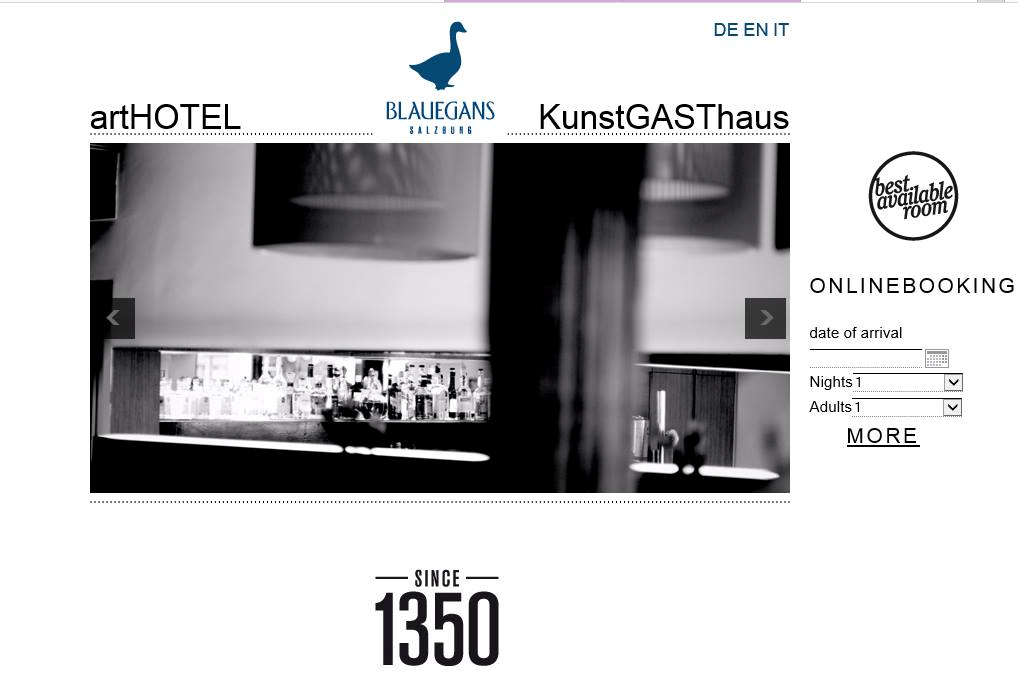 DE EN IT
BLAUEGANS
SALZBURG
artHOTEL
KunstGASThaus
best
available
room
ONLINEBOOKING
date of arrival
Nights 1
Adults 1
MORE
SINCE
1350